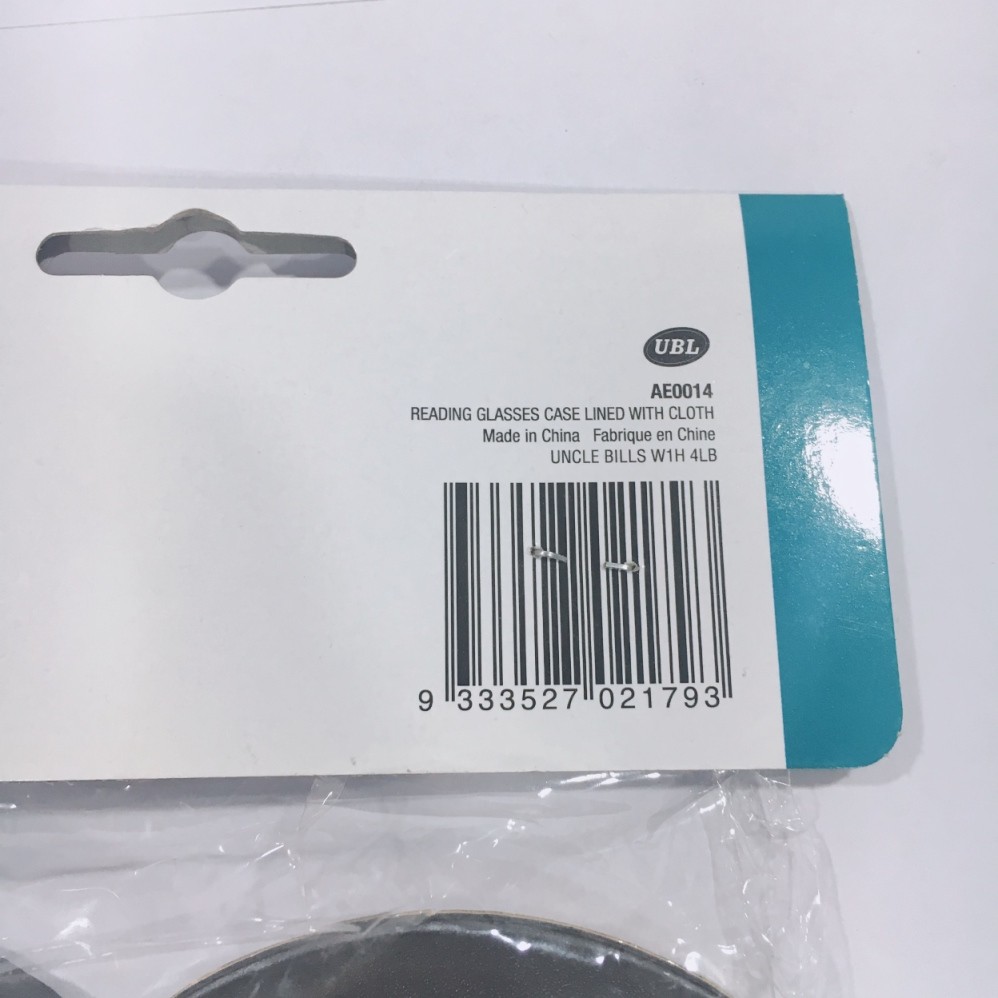 UBL
AE0014
READING GLASSES CASE LINED WITH CLOTH
Made in China Fabrique en Chine
UNCLE BILLS W1H 4LB
9 333527 021793